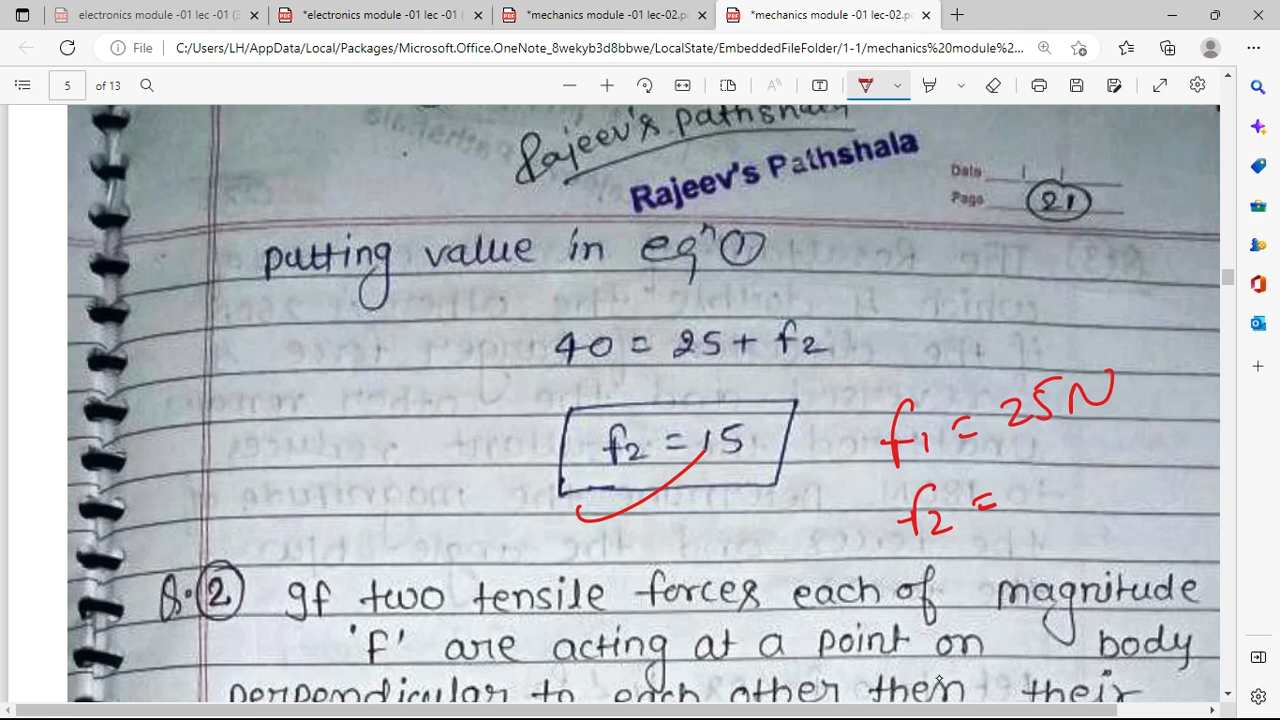 electronics module -01 lec -01 (
*electronics module -01 lec -01 (
*mechanics module -01 lec-02.p
*mechanics module -01 lec-02.p
File
C:/Users/LH/AppData/Local/Packages/Microsoft.Office.OneNote_8wekyb3d8bbwe/LocalState/EmbeddedFileFolder/1-1/mechanics%20module%2...
5 of 13
Rajeev's pathshala
Rajeev's Pathshala
Date
Page 21
putting value in eqⁿ ①
40 = 25 + f2
f2 = 15
f1 = 25N
f2 =
Q.2 If two tensile forces each of magnitude
'F' are acting at a point on body
perpendicular to each other then their